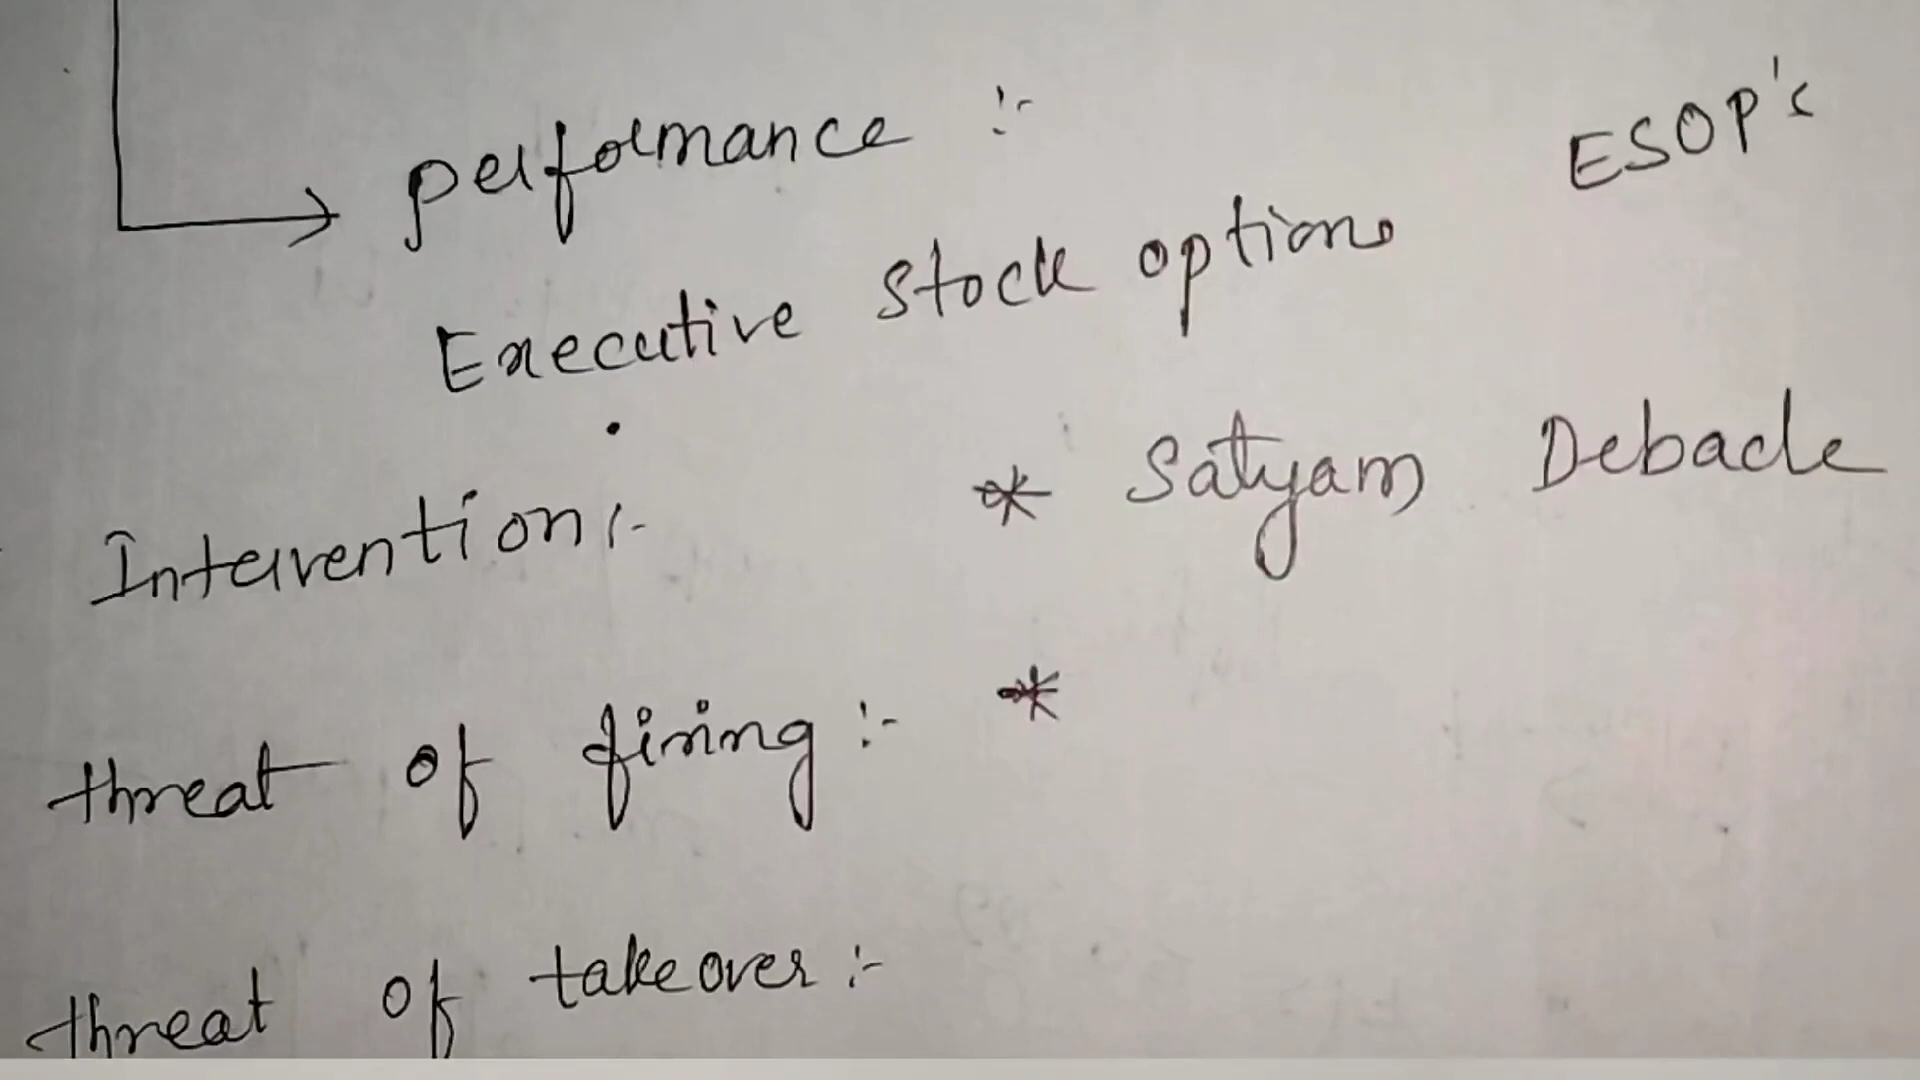 performance :-
ESOP's
Executive Stock options
Intervention :-
* Satyam Debacle
threat of firing :- *
threat of takeover :-